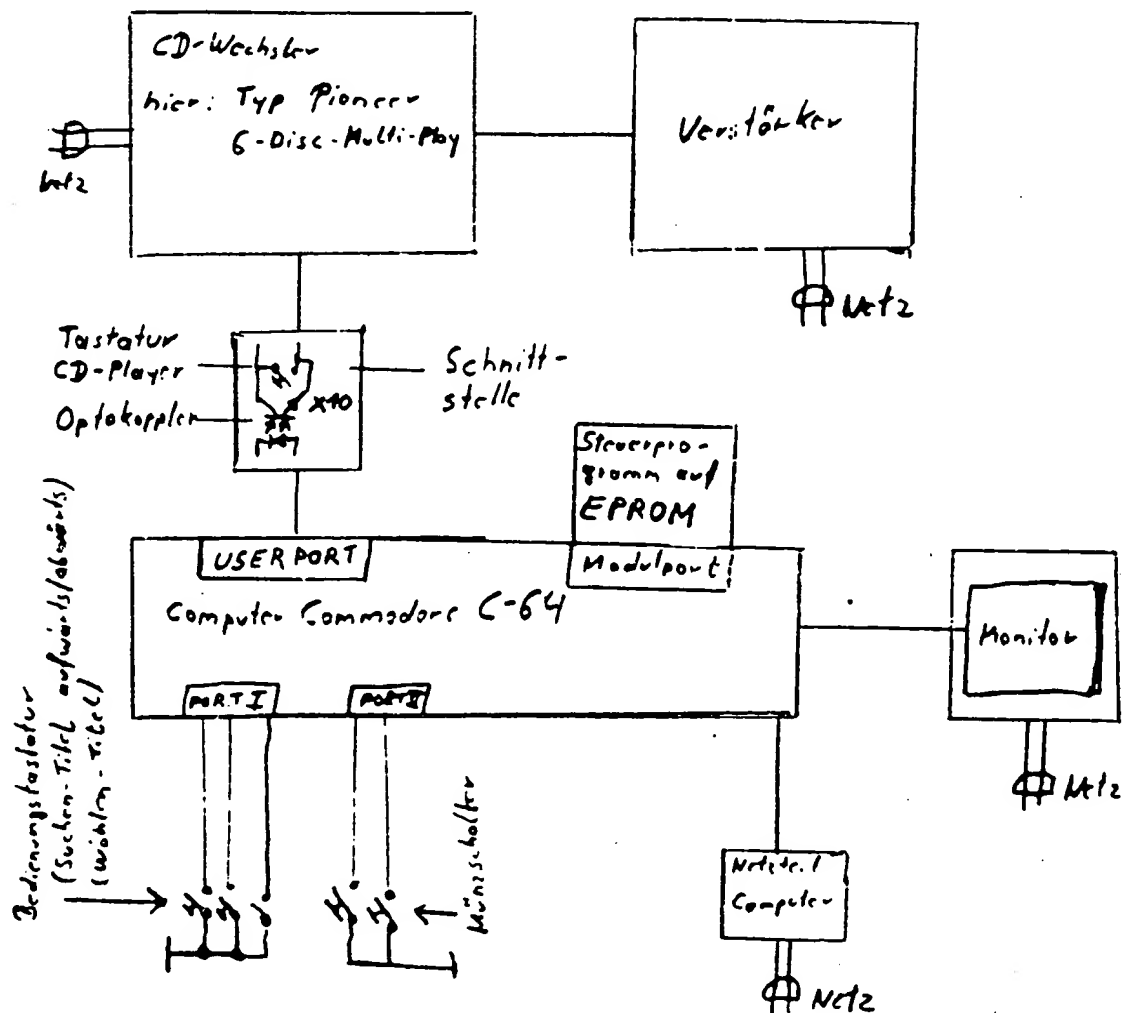 CD-Wechsler
hier: Typ Pioneer
6-Disc-Multi-Play
Verstärker
Netz
Netz
Tastatur
CD-Player
Optokoppler
x10
Schnitt-
stelle
Steuerpro-
gramm auf
EPROM
USERPORT
Modulport
Computer Commodore C-64
Monitor
PORT I
PORT II
Bedienungstastatur
(Suchen-Titel aufwärts/abwärts)
(Wählen-Titel)
Münzschalter
Netz
Netzteil
Computer
Netz